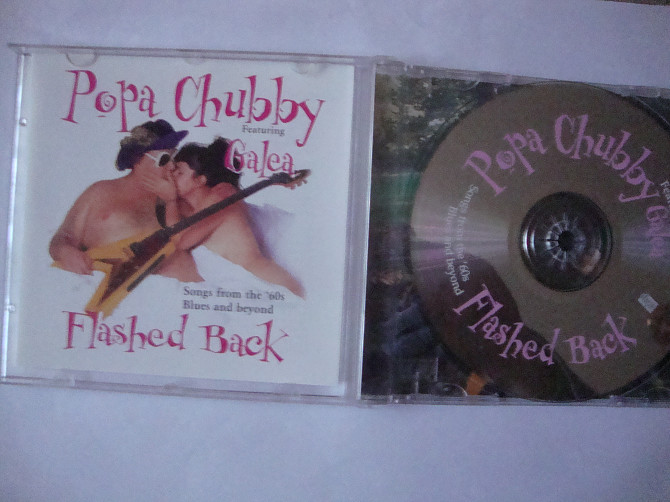 Popa Chubby
Featuring
Galea
Songs from the '60s
Blues and beyond
Flashed Back
Popa Chubby
Galea
Songs from the '60s
Blues and beyond
Flashed Back